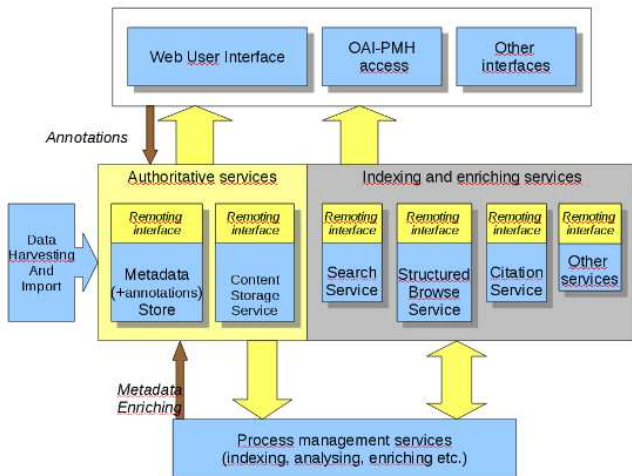 Web User Interface
OAI-PMH
access
Other
interfaces
Annotations
Authoritative services
Indexing and enriching services
Data
Harvesting
And
Import
Remoting
interface
Metadata
(+annotations)
Store
Remoting
interface
Content
Storage
Service
Remoting
interface
Search
Service
Remoting
interface
Structured
Browse
Service
Remoting
interface
Citation
Service
Remoting
interface
Other
services
Metadata
Enriching
Process management services
(indexing, analysing, enriching etc.)